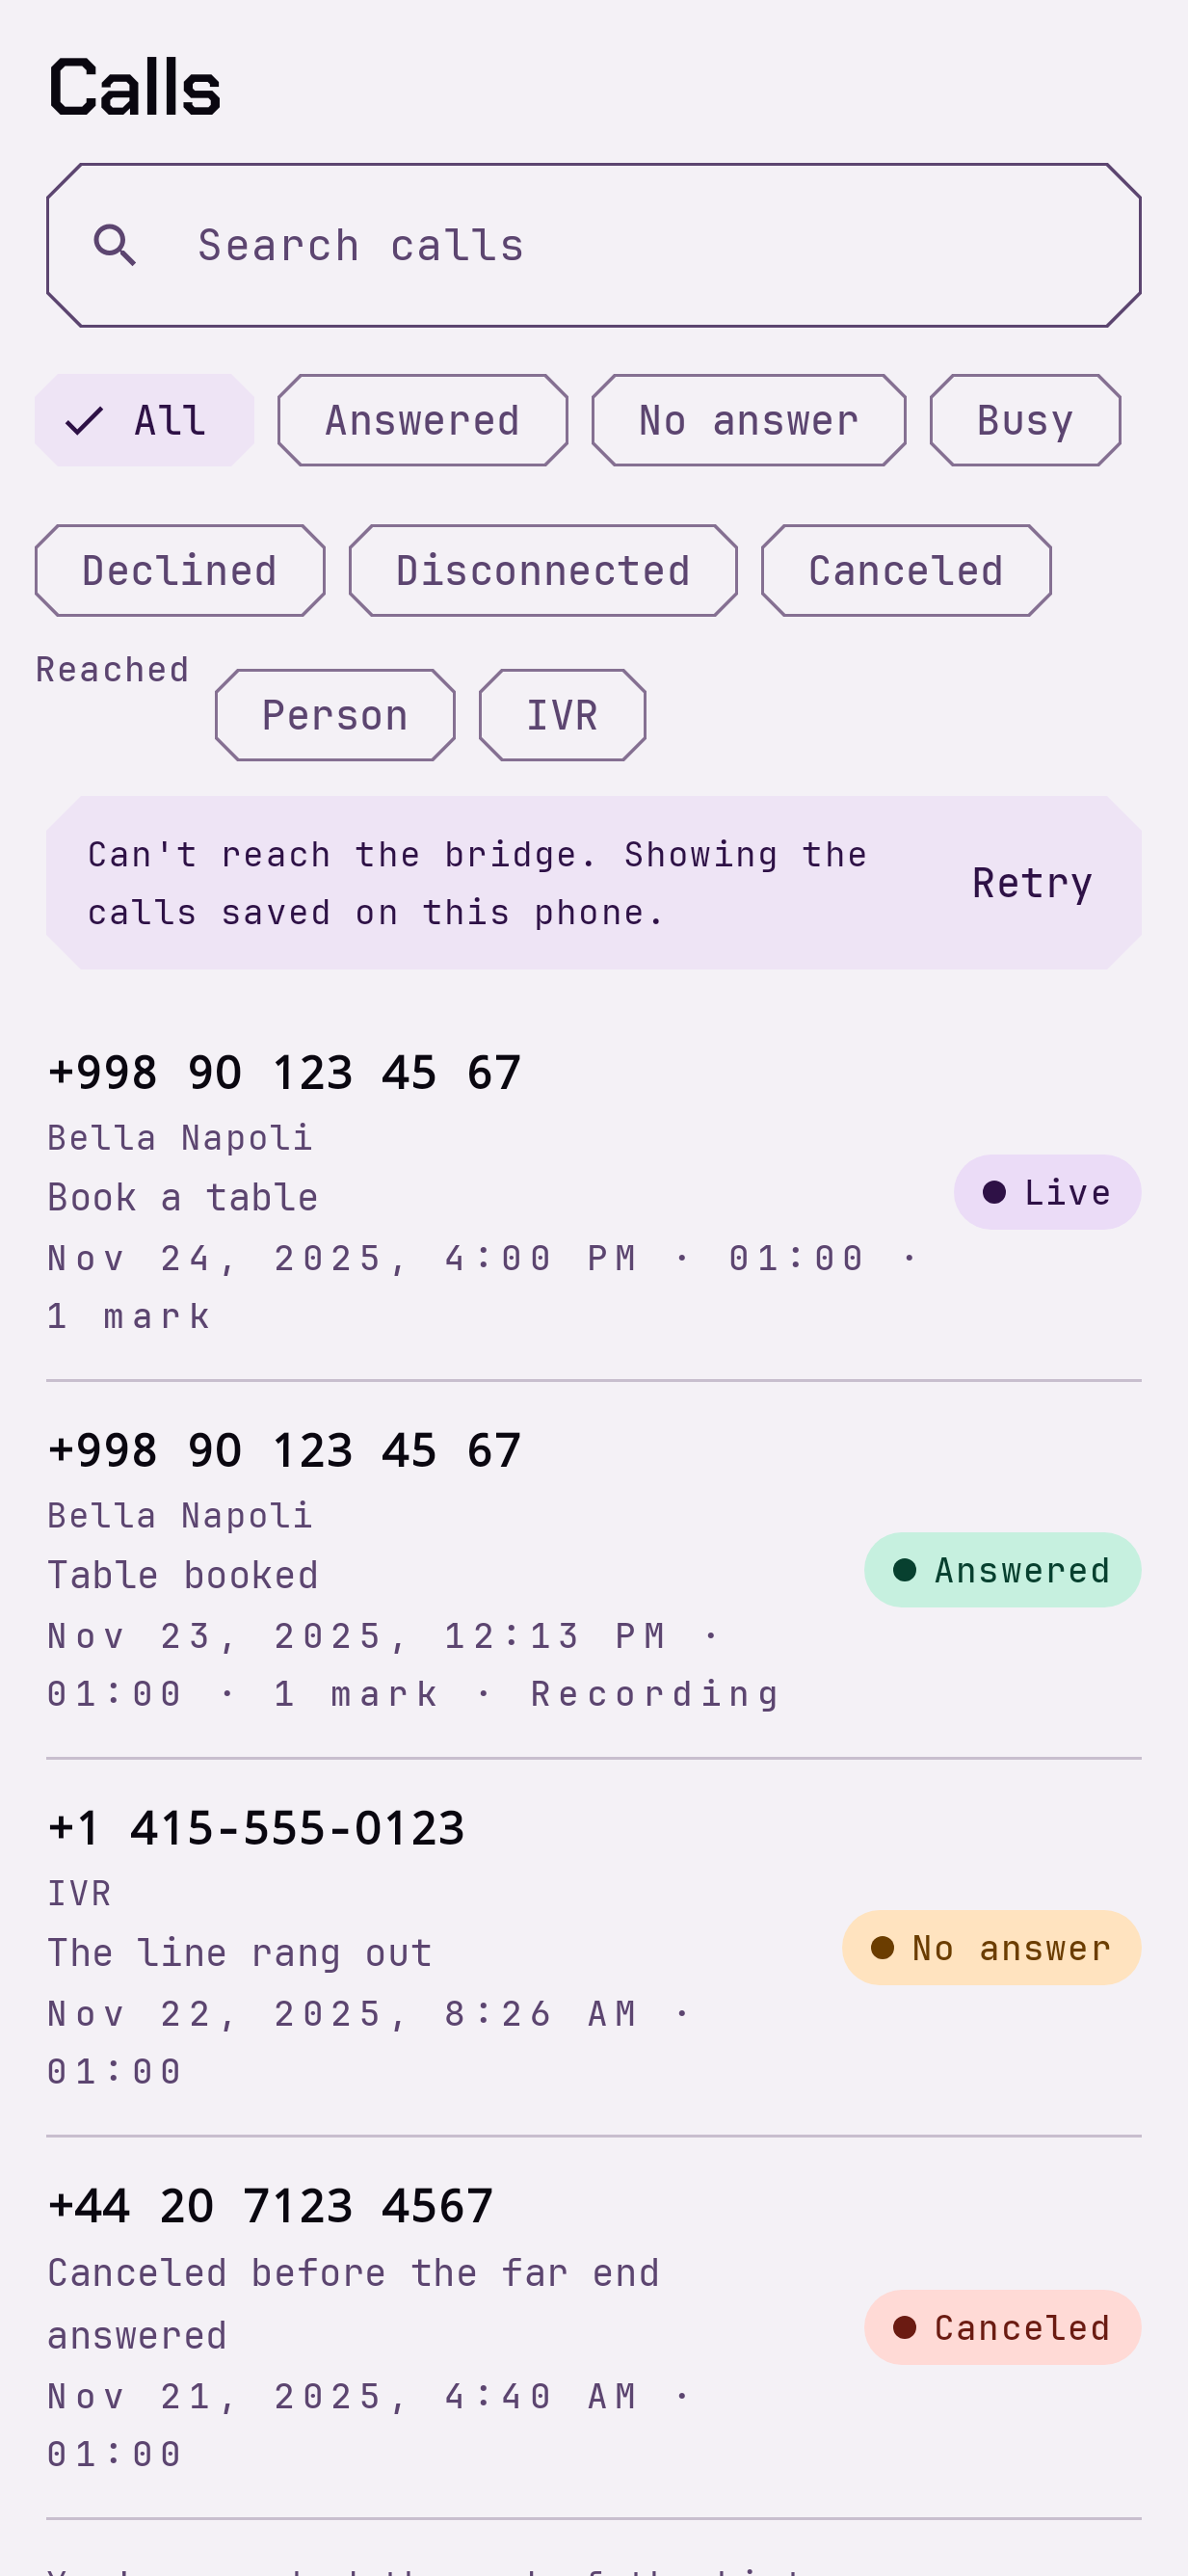 Calls
Search calls
All
Answered
No answer
Busy
Declined
Disconnected
Canceled
Reached
Person
IVR
Can't reach the bridge. Showing the
calls saved on this phone.
Retry
+998 90 123 45 67
Bella Napoli
Book a table
Live
Nov 24, 2025, 4:00 PM · 01:00 ·
1 mark
+998 90 123 45 67
Bella Napoli
Table booked
Answered
Nov 23, 2025, 12:13 PM ·
01:00 · 1 mark · Recording
+1 415-555-0123
IVR
The line rang out
No answer
Nov 22, 2025, 8:26 AM ·
01:00
+44 20 7123 4567
Canceled before the far end
answered
Canceled
Nov 21, 2025, 4:40 AM ·
01:00